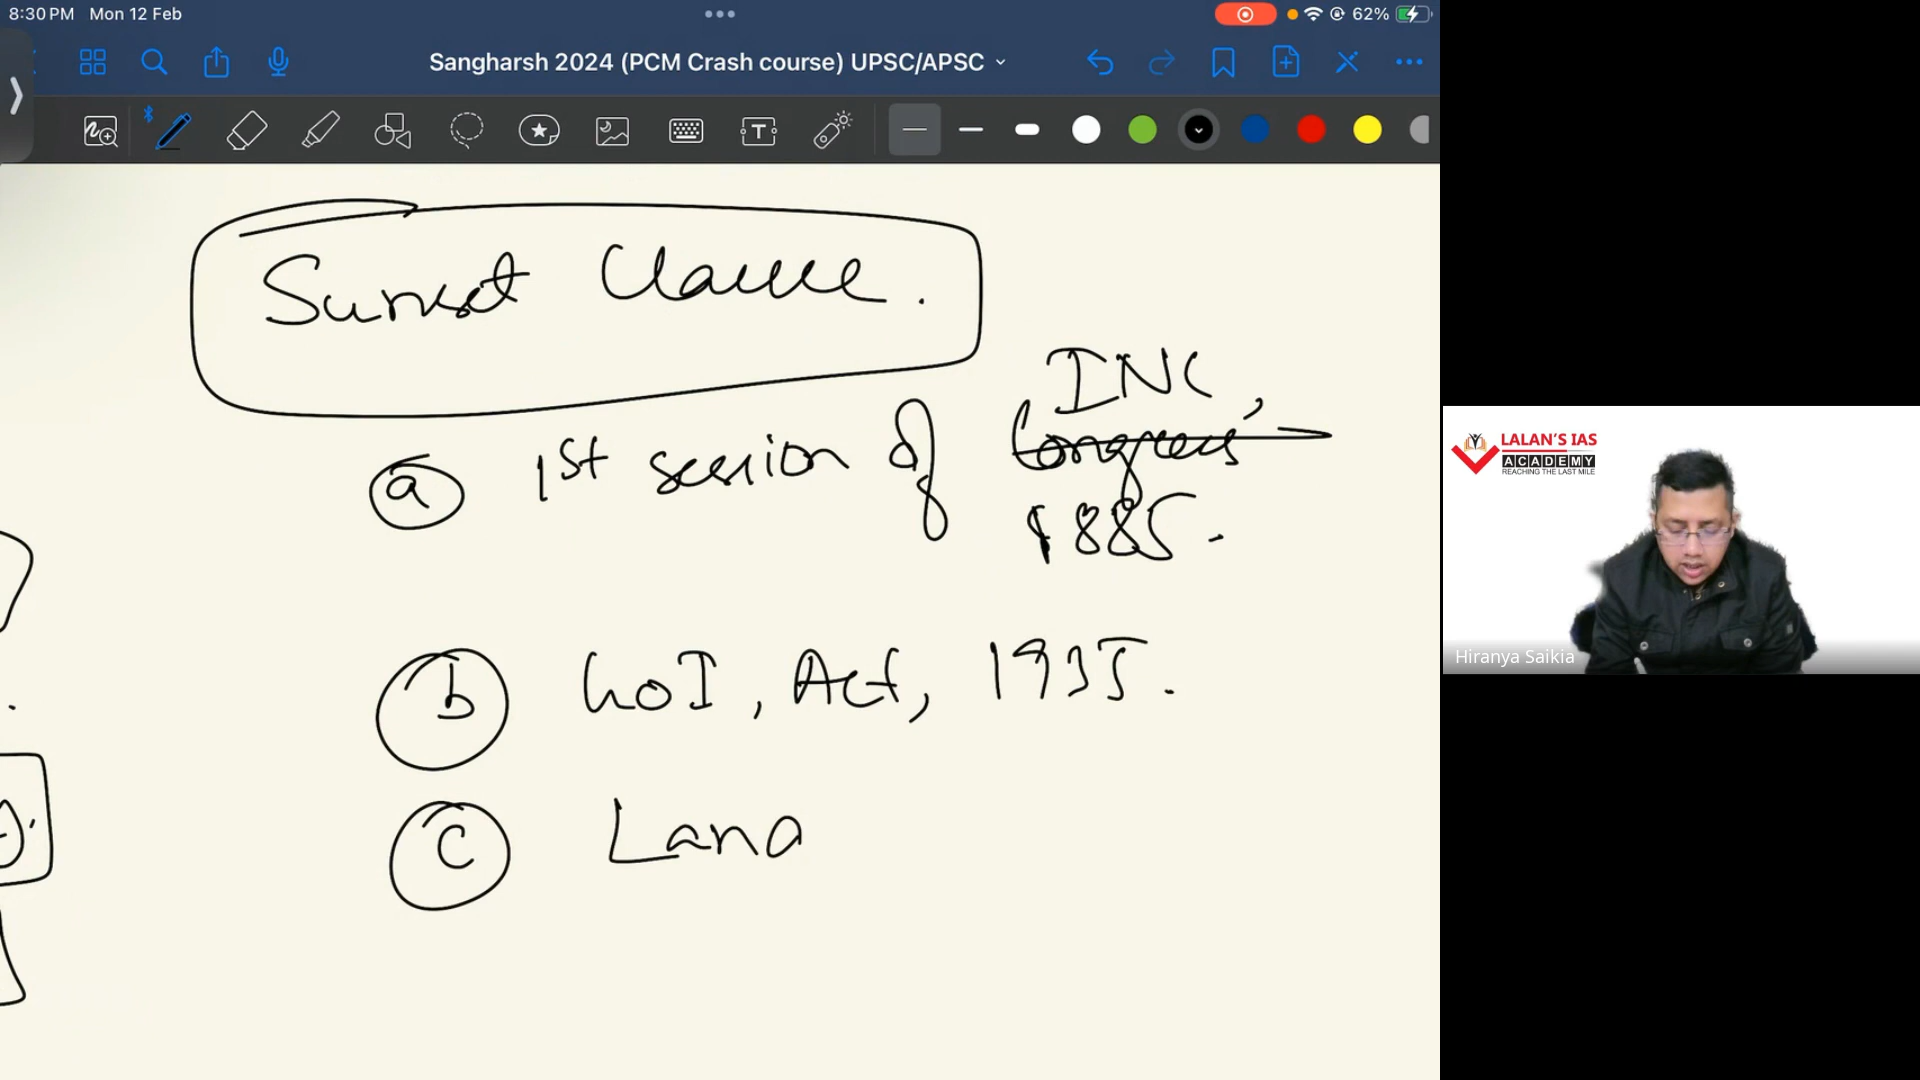 8:30 PM Mon 12 Feb
62%
Sangharsh 2024 (PCM Crash course) UPSC/APSC
T
Sunset Clause.
INC,
a 1st session of Congress
1885.
b GoI, Act, 1935.
c Lana
LALAN'S IAS
ACADEMY
REACHING THE LAST MILE
Hiranya Saikia